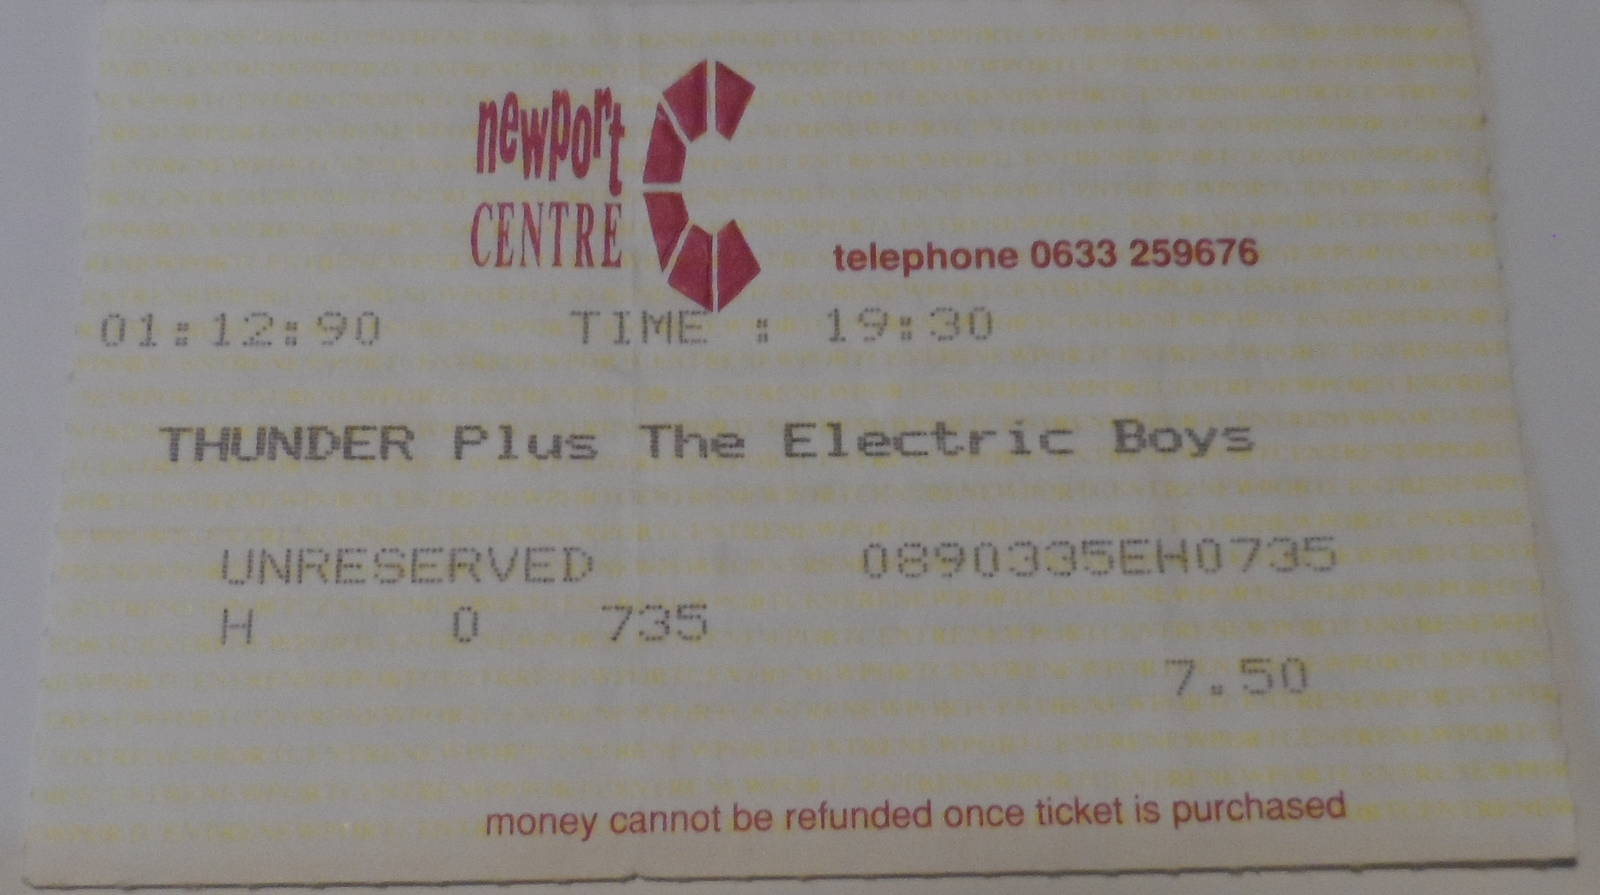 newport
CENTRE
telephone 0633 259676
01:12:90 TIME : 19:30
THUNDER Plus The Electric Boys
UNRESERVED 0890335EH0735
H 0 735
7.50
money cannot be refunded once ticket is purchased